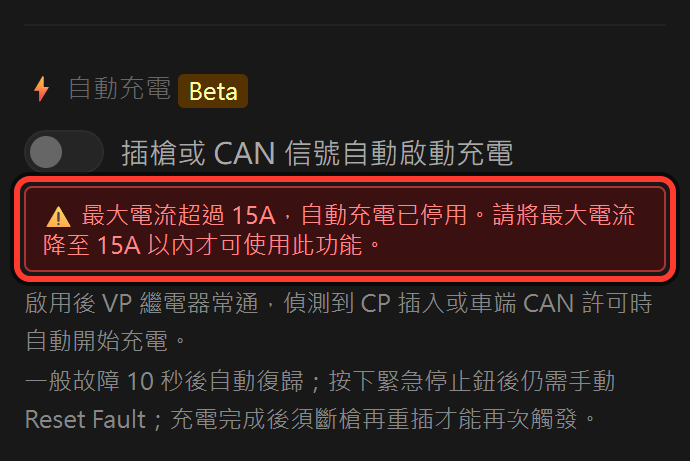 ⚡ 自動充電 Beta
插槍或 CAN 信號自動啟動充電
⚠️ 最大電流超過 15A，自動充電已停用。請將最大電流
降至 15A 以內才可使用此功能。
啟用後 VP 繼電器常通，偵測到 CP 插入或車端 CAN 許可時
自動開始充電。
一般故障 10 秒後自動復歸；按下緊急停止鈕後仍需手動
Reset Fault；充電完成後須斷槍再重插才能再次觸發。